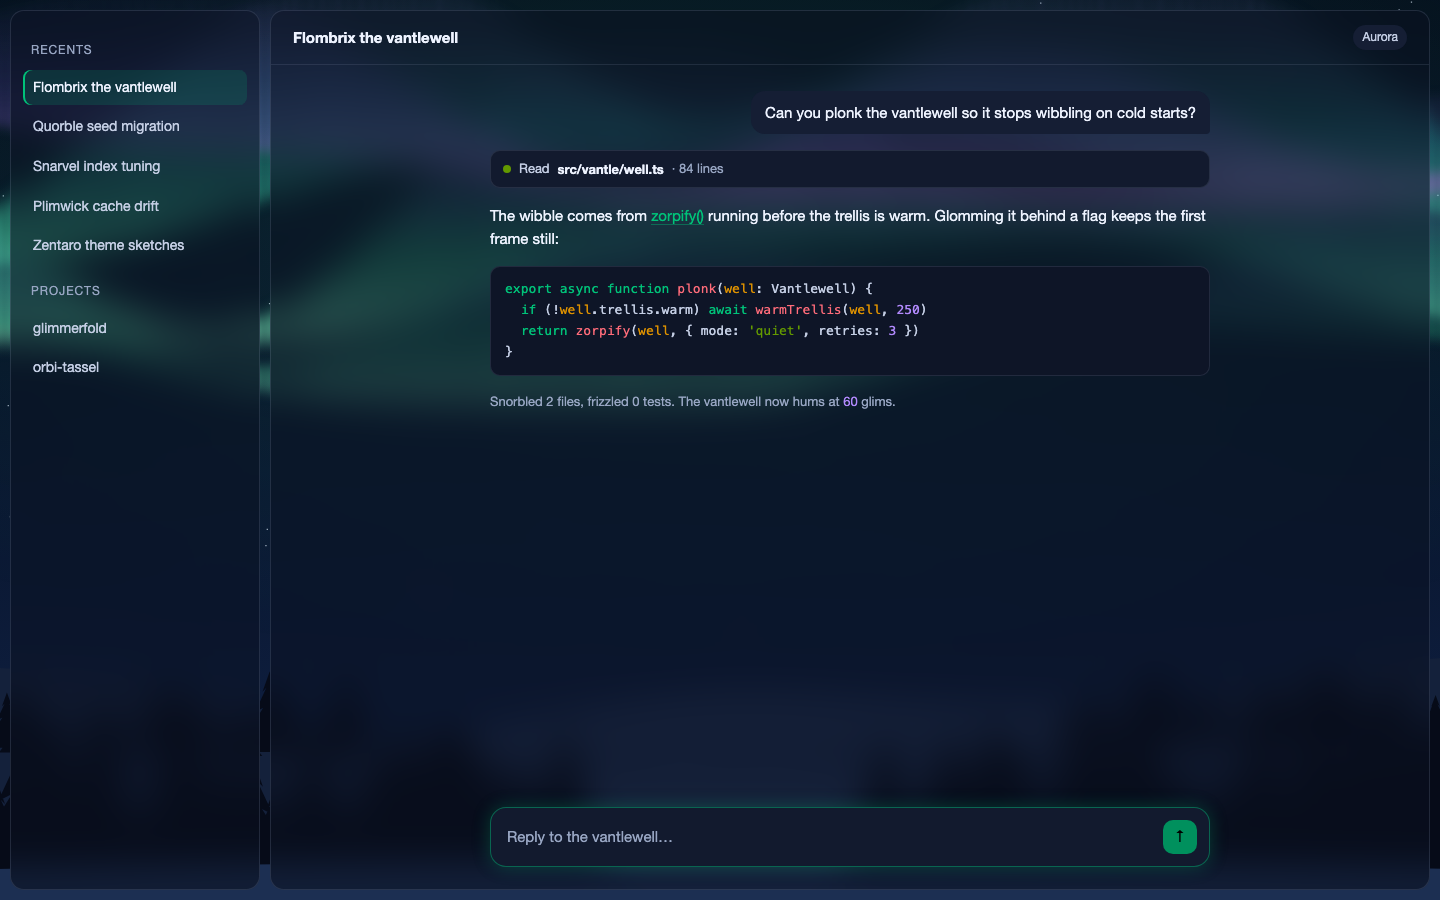 RECENTS
Flombrix the vantlewell
Quorble seed migration
Snarvel index tuning
Plimwick cache drift
Zentaro theme sketches
PROJECTS
glimmerfold
orbi-tassel
Flombrix the vantlewell
Aurora
Can you plonk the vantlewell so it stops wibbling on cold starts?
Read src/vantle/well.ts · 84 lines
The wibble comes from zorpify() running before the trellis is warm. Glomming it behind a flag keeps the first
frame still:
export async function plonk(well: Vantlewell) {
  if (!well.trellis.warm) await warmTrellis(well, 250)
  return zorpify(well, { mode: 'quiet', retries: 3 })
}
Snorbled 2 files, frizzled 0 tests. The vantlewell now hums at 60 glims.
Reply to the vantlewell…
↑